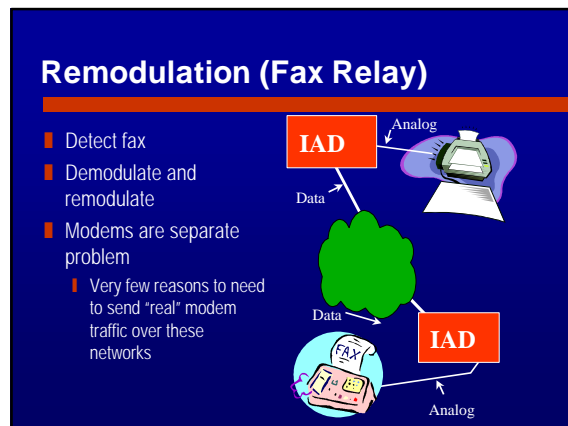 Remodulation (Fax Relay)
Detect fax
Demodulate and
remodulate
Modems are separate
problem
Very few reasons to need
to send “real” modem
traffic over these
networks
Analog
IAD
Data
Data
IAD
FAX
Analog